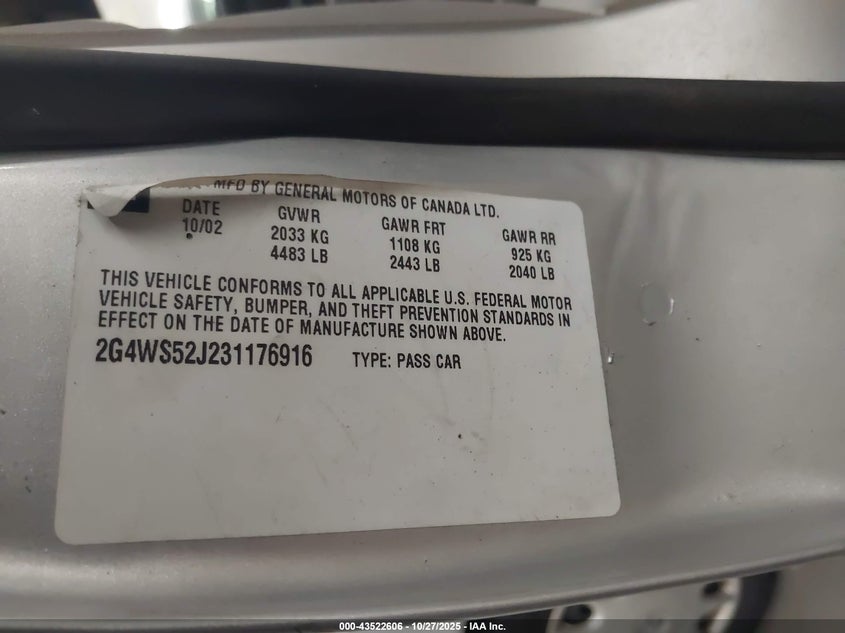 MFD BY GENERAL MOTORS OF CANADA LTD.
DATE GVWR GAWR FRT GAWR RR
10/02 2033 KG 1108 KG 925 KG
4483 LB 2443 LB 2040 LB
THIS VEHICLE CONFORMS TO ALL APPLICABLE U.S. FEDERAL MOTOR
VEHICLE SAFETY, BUMPER, AND THEFT PREVENTION STANDARDS IN
EFFECT ON THE DATE OF MANUFACTURE SHOWN ABOVE.
2G4WS52J231176916 TYPE: PASS CAR
000-43522606 - 10/27/2025 - IAA Inc.